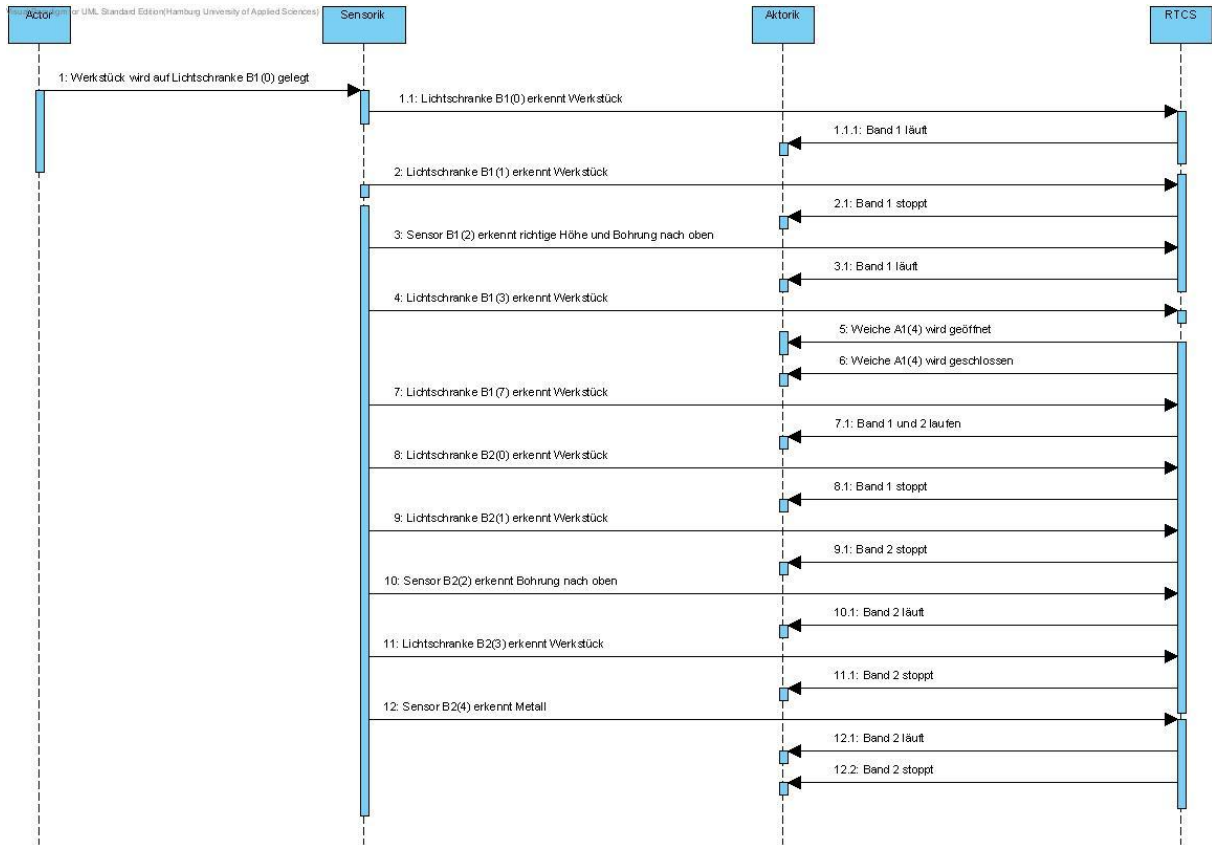 or UML Standard Edition(Hamburg University of Applied Sciences)
Actor
Sensorik
Aktorik
RTCS
1: Werkstück wird auf Lichtschranke B1(0) gelegt
1.1: Lichtschranke B1(0) erkennt Werkstück
1.1.1: Band 1 läuft
2: Lichtschranke B1(1) erkennt Werkstück
2.1: Band 1 stoppt
3: Sensor B1(2) erkennt richtige Höhe und Bohrung nach oben
3.1: Band 1 läuft
4: Lichtschranke B1(3) erkennt Werkstück
5: Weiche A1(4) wird geöffnet
6: Weiche A1(4) wird geschlossen
7: Lichtschranke B1(7) erkennt Werkstück
7.1: Band 1 und 2 laufen
8: Lichtschranke B2(0) erkennt Werkstück
8.1: Band 1 stoppt
9: Lichtschranke B2(1) erkennt Werkstück
9.1: Band 2 stoppt
10: Sensor B2(2) erkennt Bohrung nach oben
10.1: Band 2 läuft
11: Lichtschranke B2(3) erkennt Werkstück
11.1: Band 2 stoppt
12: Sensor B2(4) erkennt Metall
12.1: Band 2 läuft
12.2: Band 2 stoppt